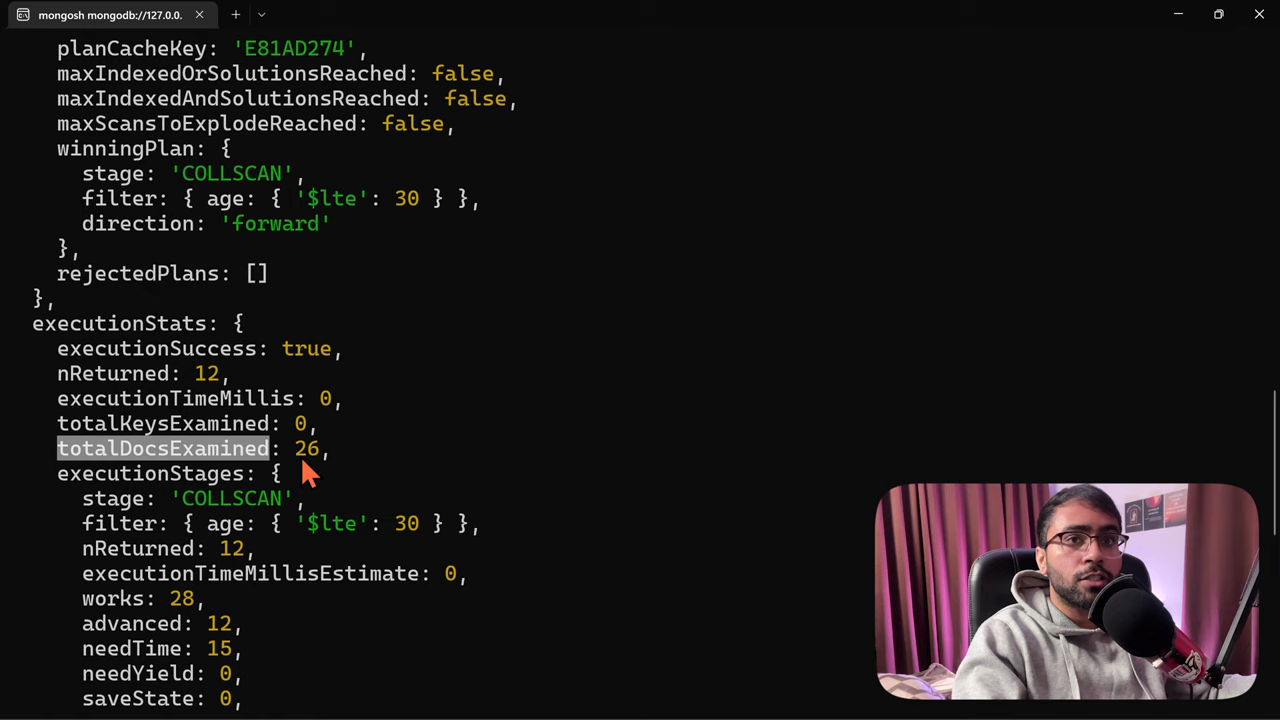 mongosh mongodb://127.0.0.
planCacheKey: 'E81AD274',
maxIndexedOrSolutionsReached: false,
maxIndexedAndSolutionsReached: false,
maxScansToExplodeReached: false,
winningPlan: {
stage: 'COLLSCAN',
filter: { age: { '$lte': 30 } },
direction: 'forward'
},
rejectedPlans: []
},
executionStats: {
executionSuccess: true,
nReturned: 12,
executionTimeMillis: 0,
totalKeysExamined: 0,
totalDocsExamined: 26,
executionStages: {
stage: 'COLLSCAN',
filter: { age: { '$lte': 30 } },
nReturned: 12,
executionTimeMillisEstimate: 0,
works: 28,
advanced: 12,
needTime: 15,
needYield: 0,
saveState: 0,